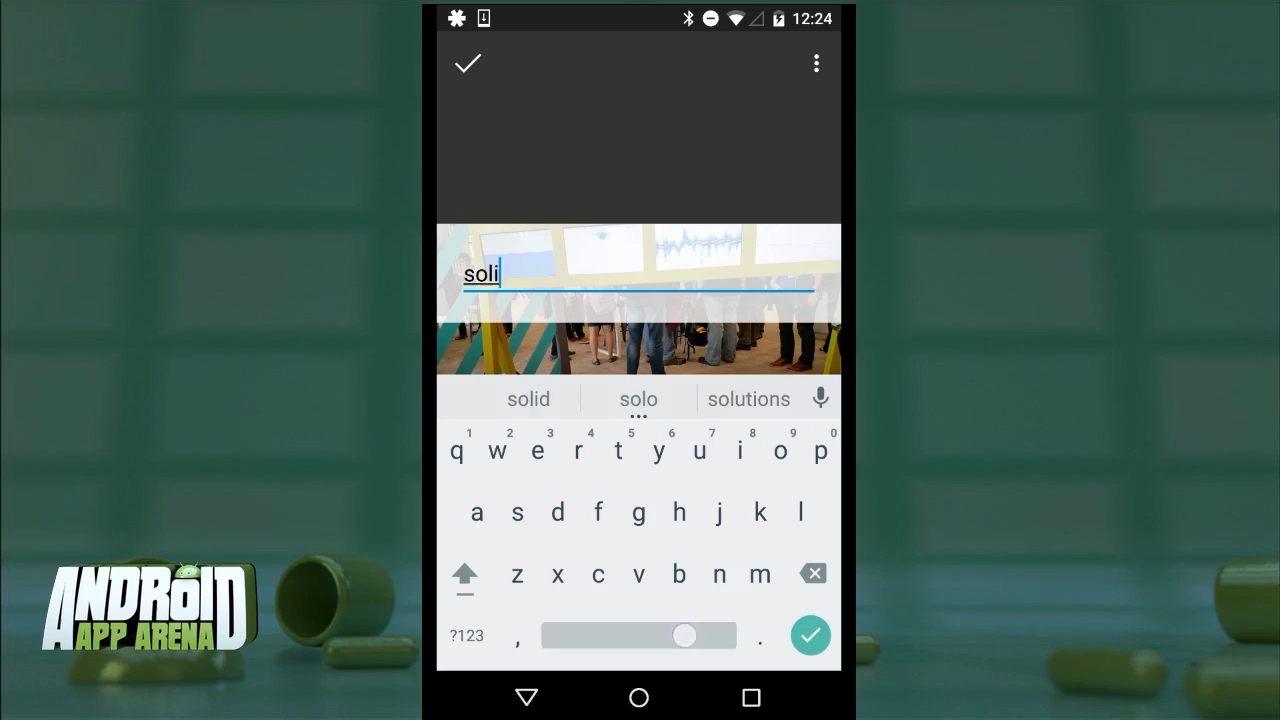 12:24
soli
solid solo solutions
1 2 3 4 5 6 7 8 9 0
q w e r t y u i o p
a s d f g h j k l
z x c v b n m
?123 , .
ANDROID
APP ARENA